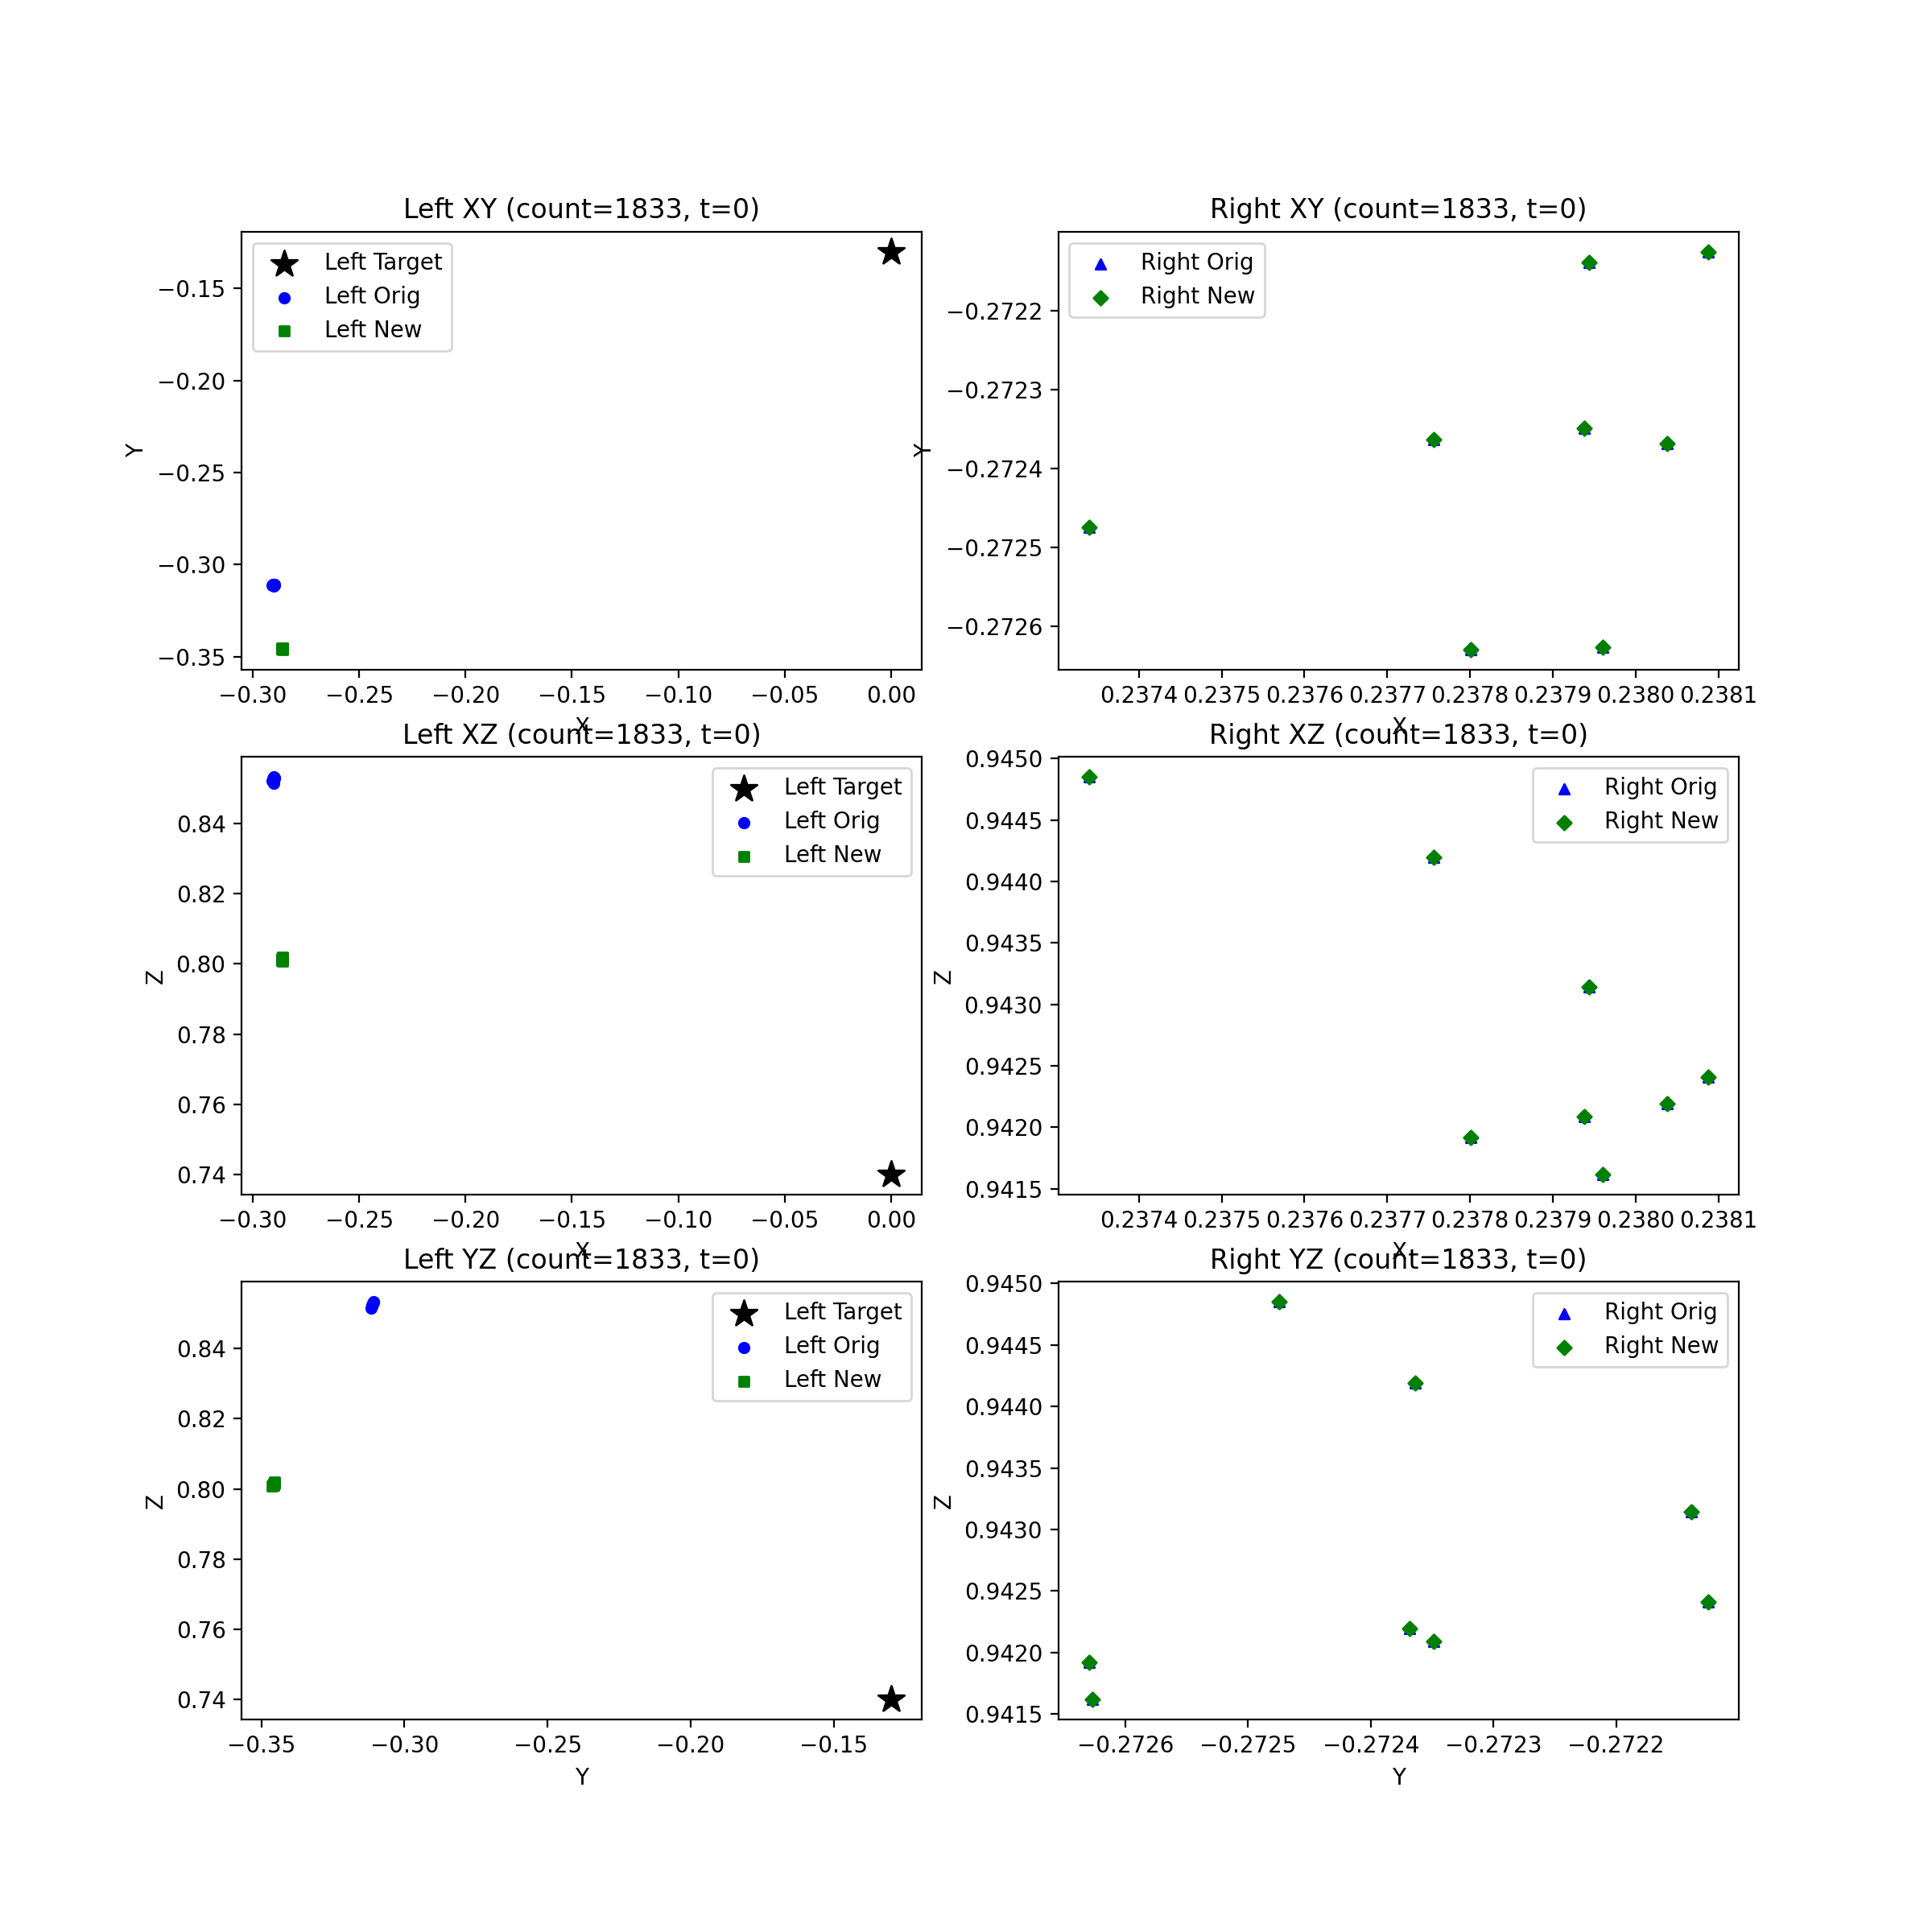 Left XY (count=1833, t=0)
Left Target
Left Orig
Left New
−0.15
−0.20
−0.25
−0.30
−0.35
Y
−0.30 −0.25 −0.20 −0.15 −0.10 −0.05 0.00
X
Right XY (count=1833, t=0)
Right Orig
Right New
−0.2722
−0.2723
−0.2724
−0.2725
−0.2726
Y
0.2374 0.2375 0.2376 0.2377 0.2378 0.2379 0.2380 0.2381
X
Left XZ (count=1833, t=0)
Left Target
Left Orig
Left New
0.84
0.82
0.80
0.78
0.76
0.74
Z
−0.30 −0.25 −0.20 −0.15 −0.10 −0.05 0.00
X
Right XZ (count=1833, t=0)
Right Orig
Right New
0.9450
0.9445
0.9440
0.9435
0.9430
0.9425
0.9420
0.9415
Z
0.2374 0.2375 0.2376 0.2377 0.2378 0.2379 0.2380 0.2381
X
Left YZ (count=1833, t=0)
Left Target
Left Orig
Left New
0.84
0.82
0.80
0.78
0.76
0.74
Z
−0.35 −0.30 −0.25 −0.20 −0.15
Y
Right YZ (count=1833, t=0)
Right Orig
Right New
0.9450
0.9445
0.9440
0.9435
0.9430
0.9425
0.9420
0.9415
Z
−0.2726 −0.2725 −0.2724 −0.2723 −0.2722
Y